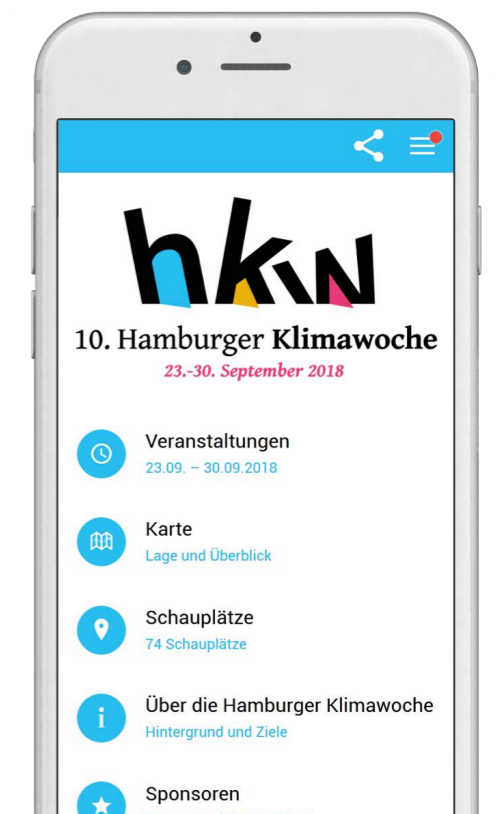 hkw
10. Hamburger Klimawoche
23.-30. September 2018
Veranstaltungen
23.09. – 30.09.2018
Karte
Lage und Überblick
Schauplätze
74 Schauplätze
Über die Hamburger Klimawoche
Hintergrund und Ziele
Sponsoren